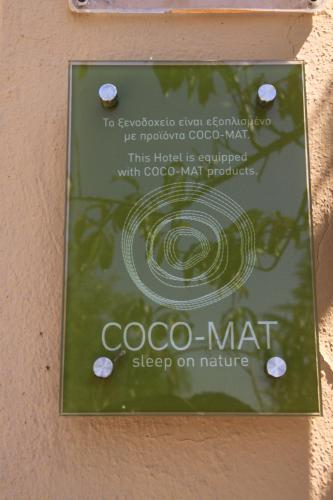 Το ξενοδοχείο είναι εξοπλισμένο
με προϊόντα COCO-MAT.
This Hotel is equipped
with COCO-MAT products.
COCO-MAT
sleep on nature